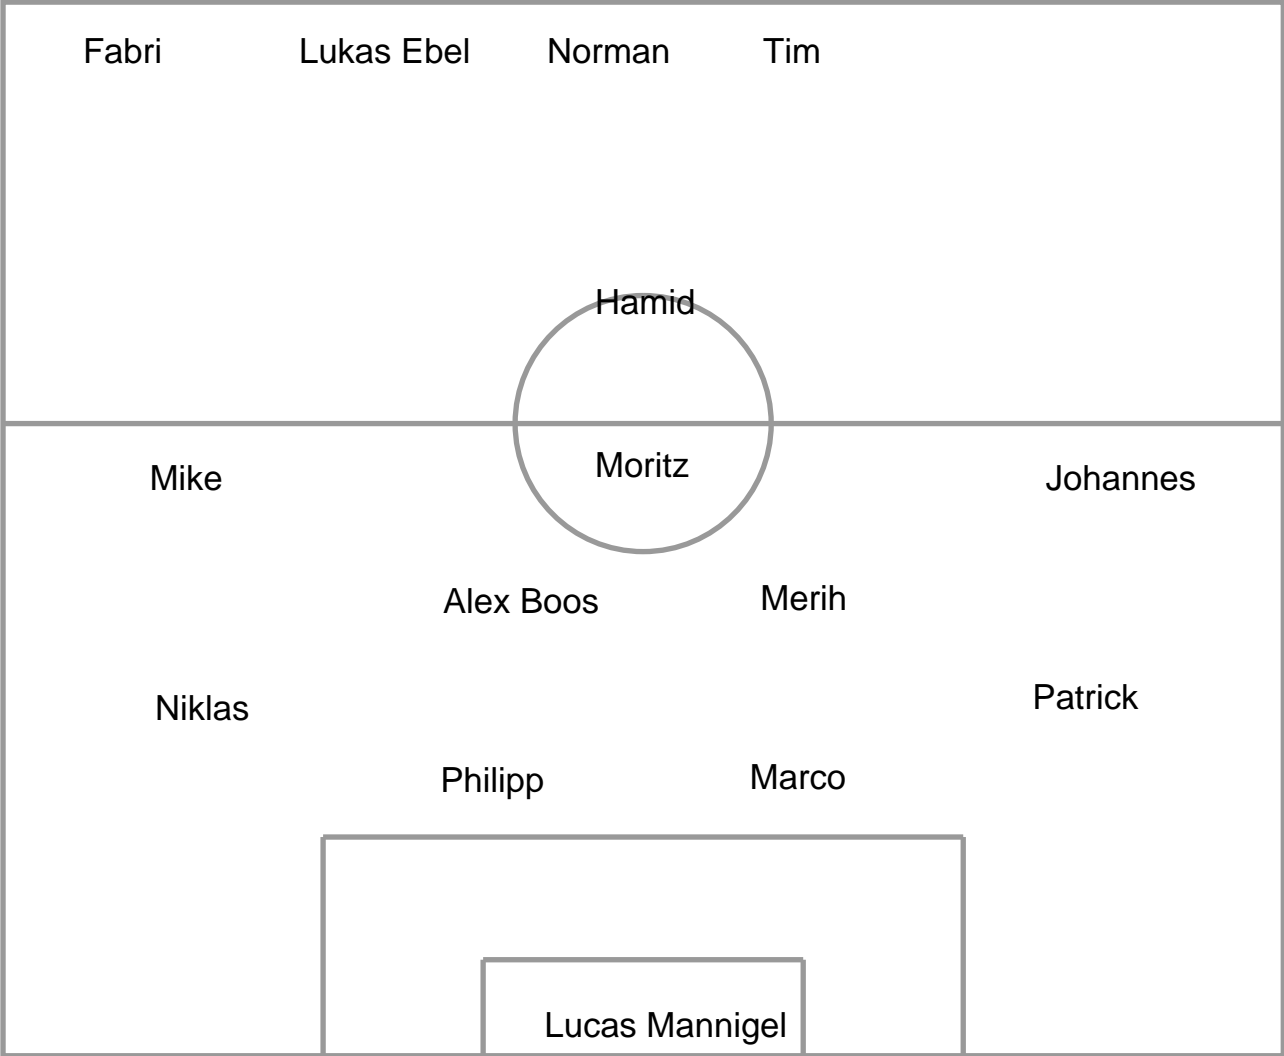 Fabri Lukas Ebel Norman Tim
Hamid
Moritz
Mike Johannes
Alex Boos Merih
Niklas Patrick
Philipp Marco
Lucas Mannigel